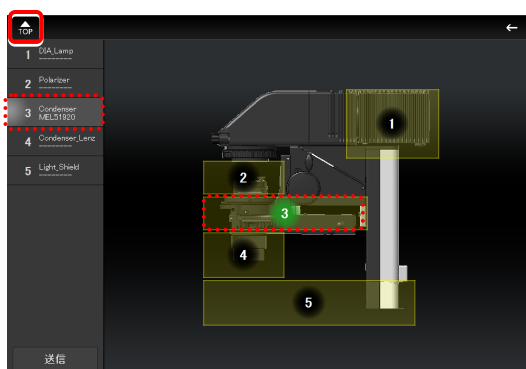 TOP
←
1 DIA_Lamp
--------
2 Polarizer
--------
3 Condenser
MEL51920
4 Condenser_Lenz
--------
5 Light_Shield
--------
1
2
3
4
5
送信